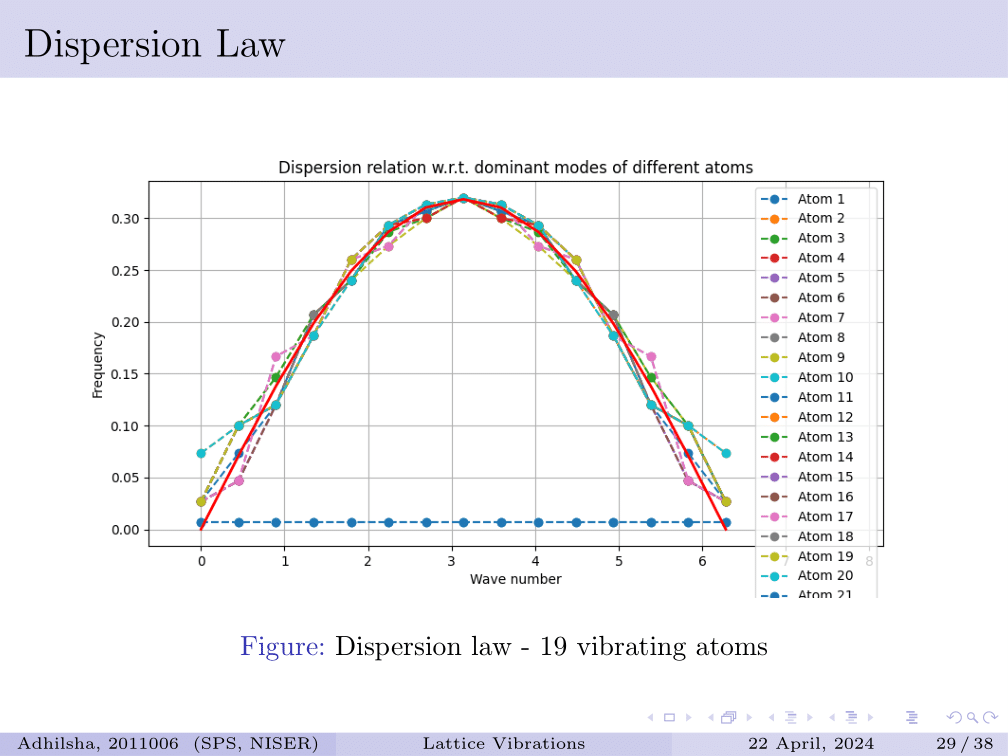 Dispersion Law
Dispersion relation w.r.t. dominant modes of different atoms
Frequency
0.30
0.25
0.20
0.15
0.10
0.05
0.00
0 1 2 3 4 5 6 7 8
Wave number
Atom 1
Atom 2
Atom 3
Atom 4
Atom 5
Atom 6
Atom 7
Atom 8
Atom 9
Atom 10
Atom 11
Atom 12
Atom 13
Atom 14
Atom 15
Atom 16
Atom 17
Atom 18
Atom 19
Atom 20
Atom 21
Figure: Dispersion law - 19 vibrating atoms
Adhilsha, 2011006 (SPS, NISER) Lattice Vibrations 22 April, 2024 29 / 38